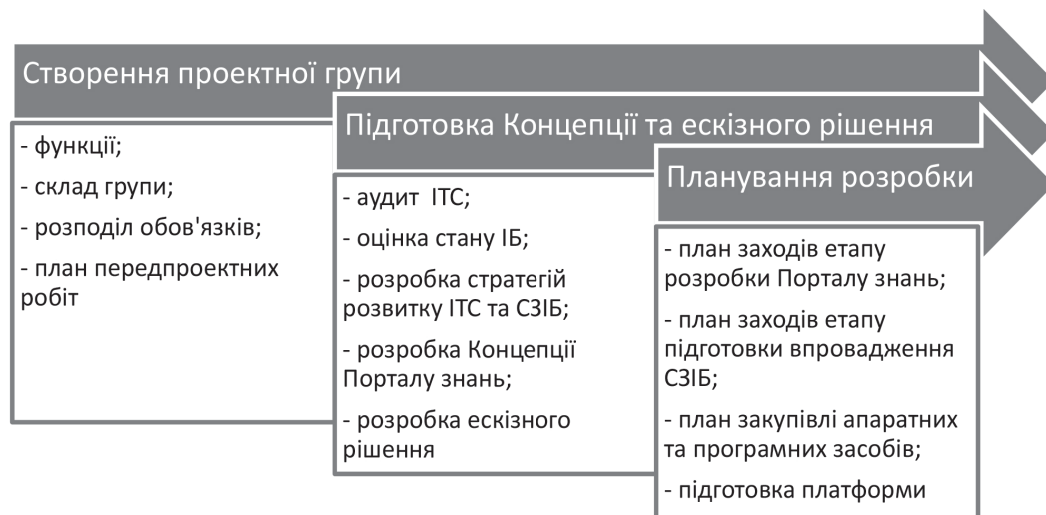 Створення проектної групи
- функції;
- склад групи;
- розподіл обов'язків;
- план передпроектних
робіт
Підготовка Концепції та ескізного рішення
- аудит ІТС;
- оцінка стану ІБ;
- розробка стратегій
розвитку ІТС та СЗІБ;
- розробка Концепції
Порталу знань;
- розробка ескізного
рішення
Планування розробки
- план заходів етапу
розробки Порталу знань;
- план заходів етапу
підготовки впровадження
СЗІБ;
- план закупівлі апаратних
та програмних засобів;
- підготовка платформи